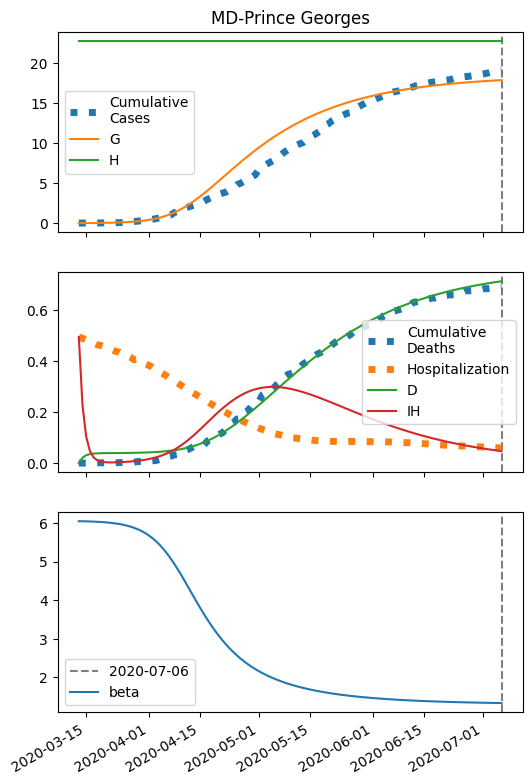 MD-Prince Georges
20
15
10
5
0
Cumulative
Cases
G
H
0.6
0.4
0.2
0.0
Cumulative
Deaths
Hospitalization
D
IH
6
5
4
3
2
2020-07-06
beta
2020-03-15
2020-04-01
2020-04-15
2020-05-01
2020-05-15
2020-06-01
2020-06-15
2020-07-01